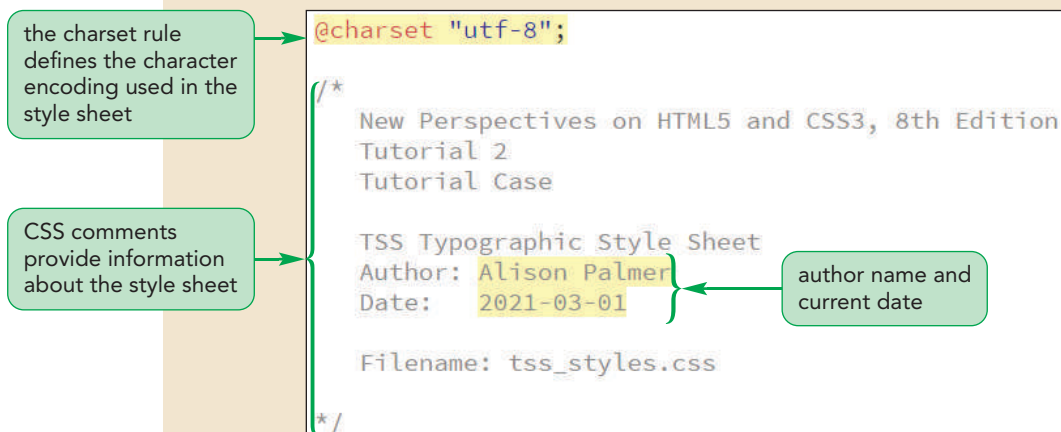 the charset rule
defines the character
encoding used in the
style sheet
@charset "utf-8";
/*
New Perspectives on HTML5 and CSS3, 8th Edition
Tutorial 2
Tutorial Case
TSS Typographic Style Sheet
Author: Alison Palmer
Date: 2021-03-01
Filename: tss_styles.css
*/
CSS comments
provide information
about the style sheet
author name and
current date